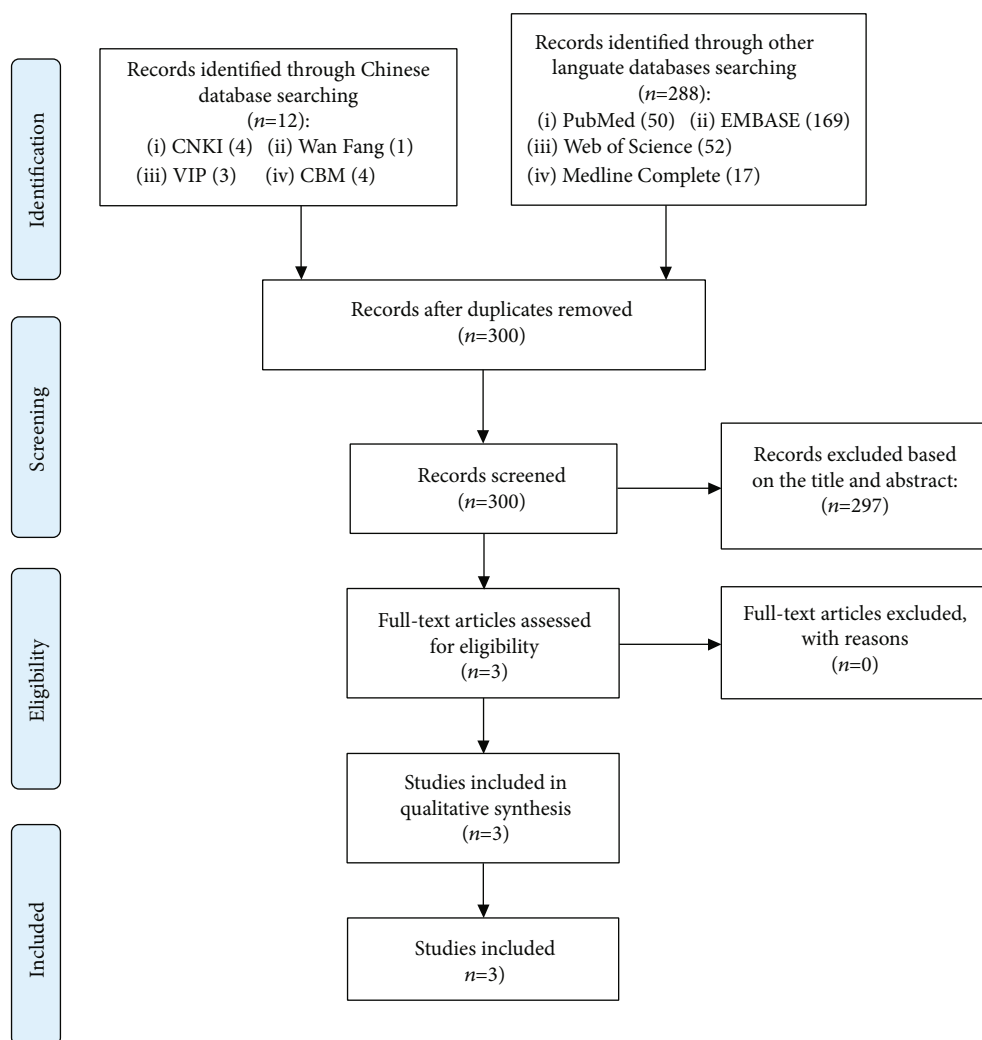 Identification
Records identified through Chinese
database searching
(n=12):
(i) CNKI (4) (ii) Wan Fang (1)
(iii) VIP (3) (iv) CBM (4)
Records identified through other
languate databases searching
(n=288):
(i) PubMed (50) (ii) EMBASE (169)
(iii) Web of Science (52)
(iv) Medline Complete (17)
Records after duplicates removed
(n=300)
Screening
Records screened
(n=300)
Records excluded based
on the title and abstract:
(n=297)
Eligibility
Full-text articles assessed
for eligibility
(n=3)
Full-text articles excluded,
with reasons
(n=0)
Studies included in
qualitative synthesis
(n=3)
Included
Studies included
n=3)